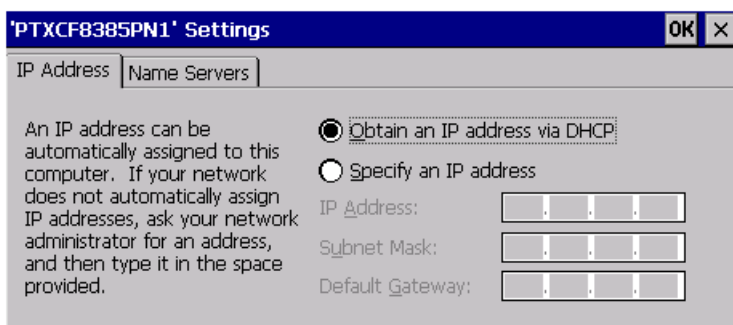 'PTXCF8385PN1' Settings
OK ×
IP Address
Name Servers
An IP address can be
automatically assigned to this
computer. If your network
does not automatically assign
IP addresses, ask your network
administrator for an address,
and then type it in the space
provided.
Obtain an IP address via DHCP
Specify an IP address
IP Address:
Subnet Mask:
Default Gateway: